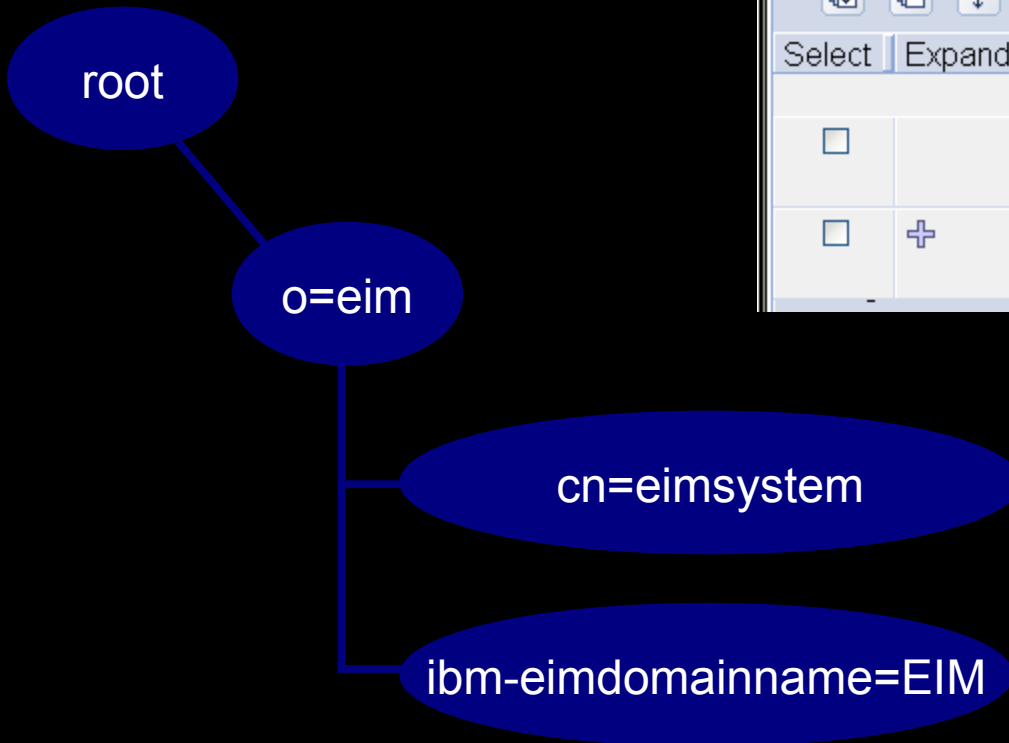 root
Select Expand
o=eim
cn=eimsystem
ibm-eimdomainname=EIM